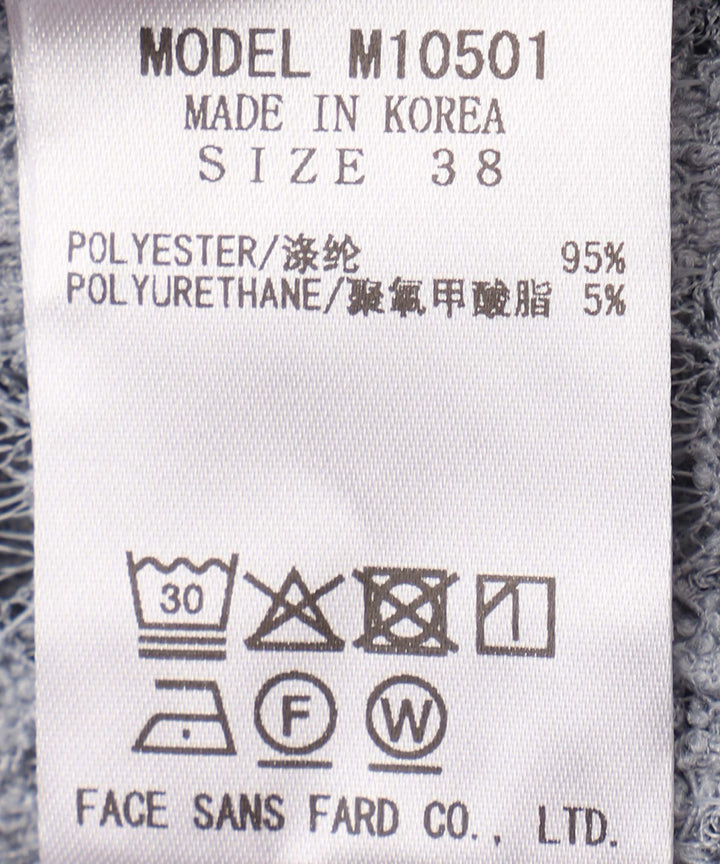 MODEL M10501
MADE IN KOREA
SIZE 38
POLYESTER/涤纶 95%
POLYURETHANE/聚氧甲酸脂 5%
30
F W
FACE SANS FARD CO., LTD.